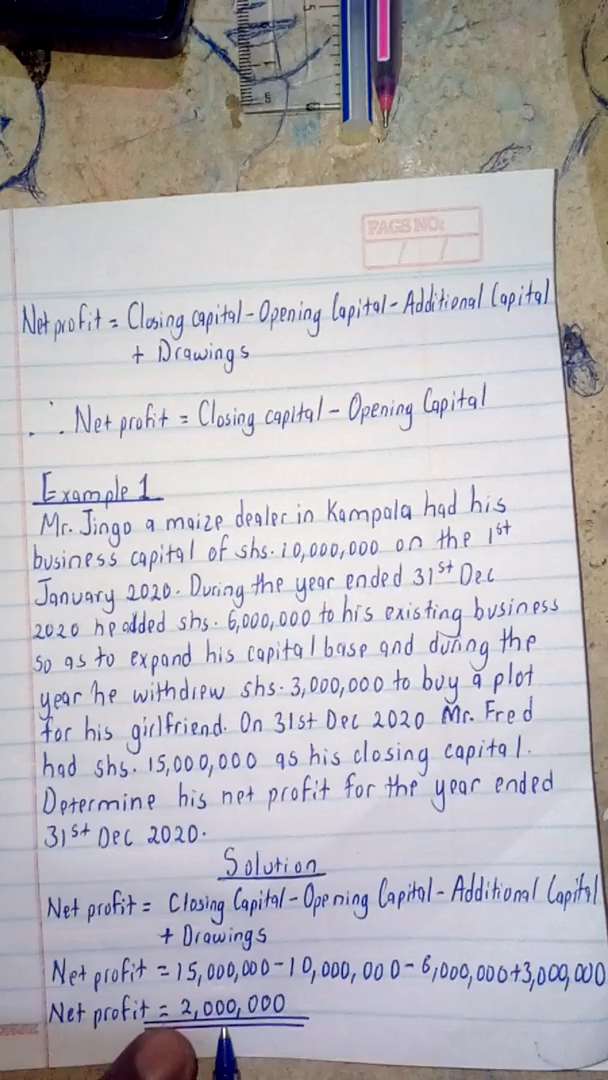 PAGE NO:
Net profit = Closing capital - Opening Capital - Additional Capital
+ Drawings
∴ Net profit = Closing capital - Opening Capital
Example 1
Mr. Jingo a maize dealer in Kampala had his
business capital of shs. 10,000,000 on the 1st
January 2020. During the year ended 31st Dec
2020 he added shs. 6,000,000 to his existing business
so as to expand his capital base and during the
year he withdrew shs. 3,000,000 to buy a plot
for his girlfriend. On 31st Dec 2020 Mr. Fred
had shs. 15,000,000 as his closing capital.
Determine his net profit for the year ended
31st Dec 2020.
Solution
Net profit = Closing Capital - Opening Capital - Additional Capital
+ Drawings
Net profit = 15,000,000 - 10,000,000 - 6,000,000 + 3,000,000
Net profit = 2,000,000